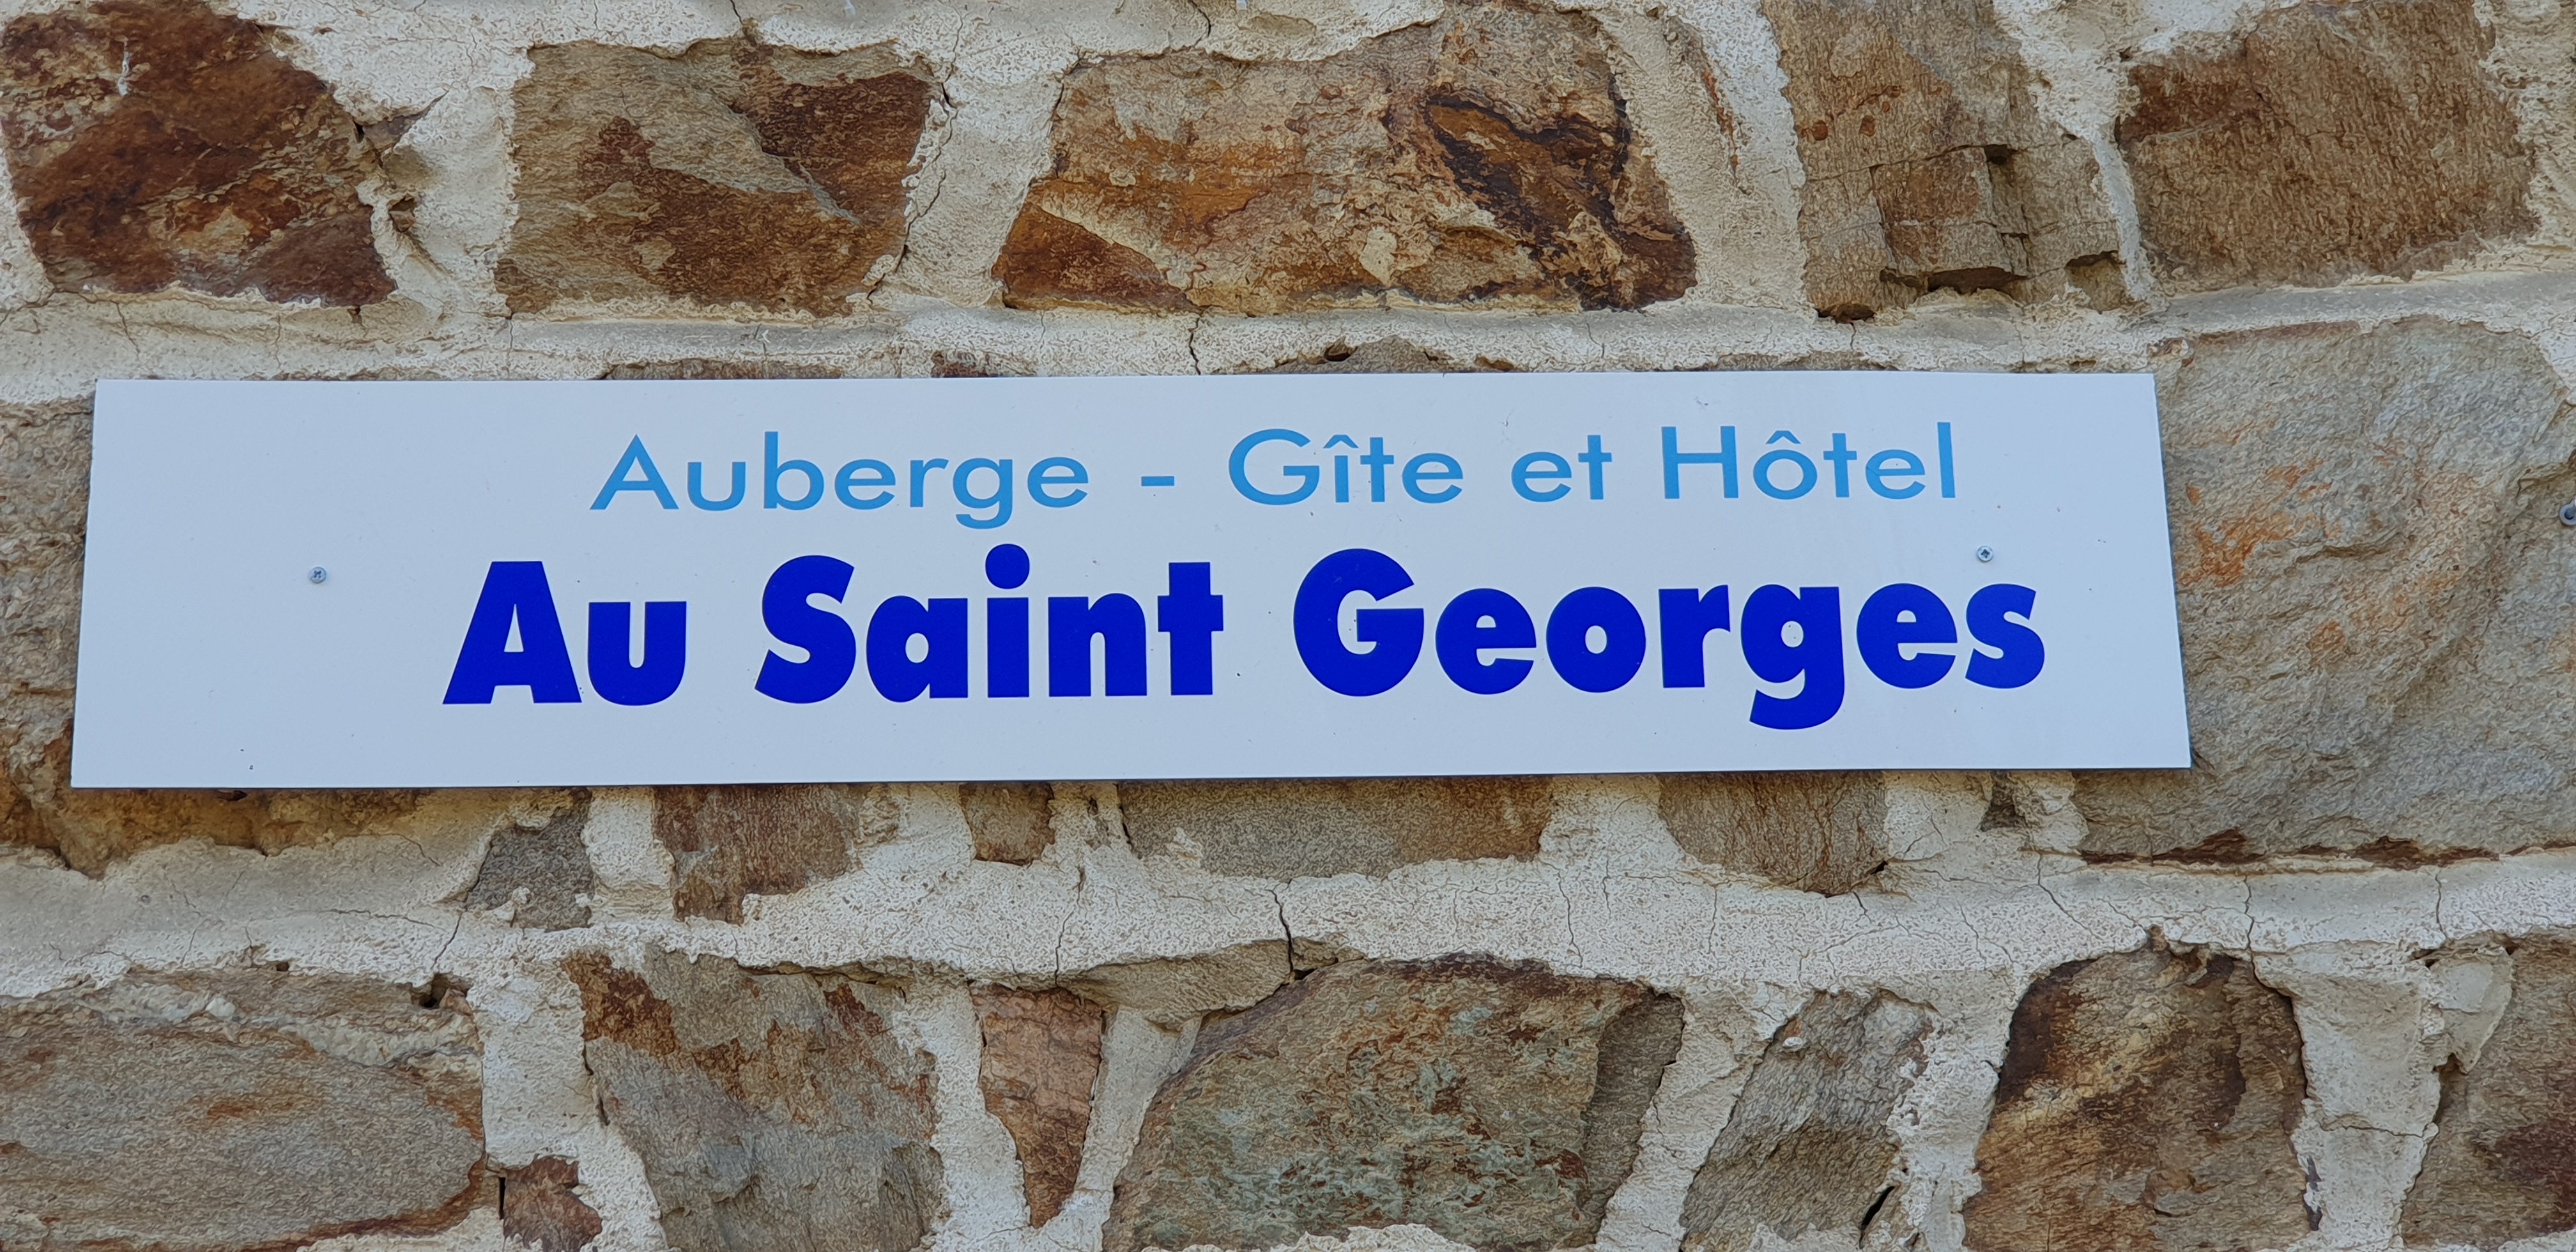 Auberge - Gîte et Hôtel
Au Saint Georges